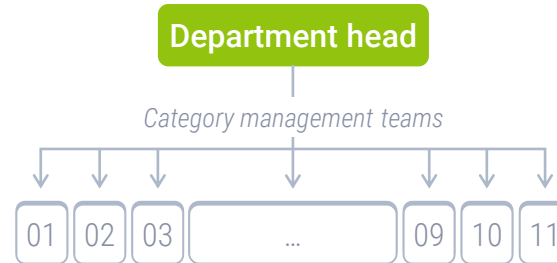 Department head
Category management teams
01 02 03 ... 09 10 11